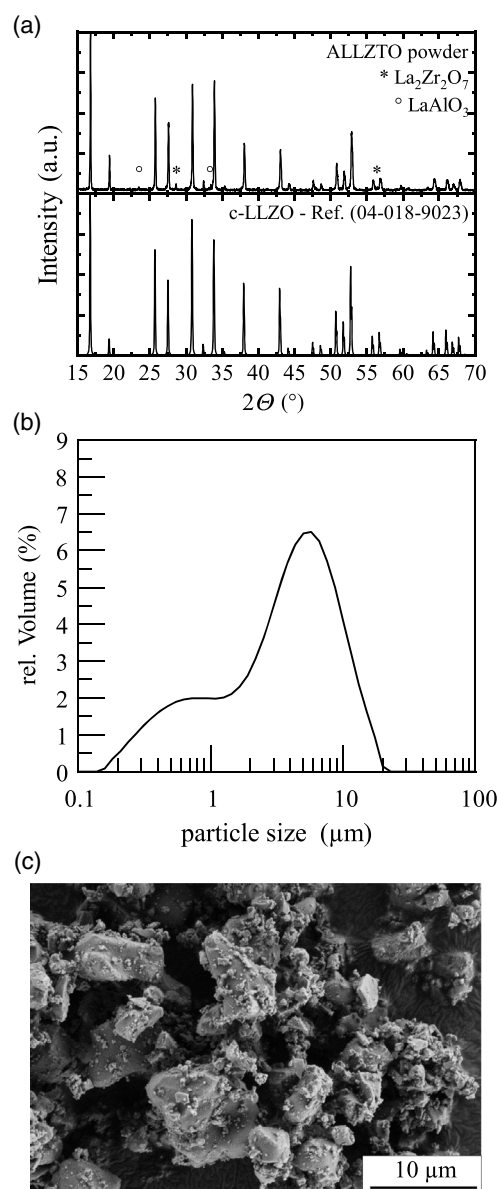 (a)
ALLZTO powder
* La₂Zr₂O₇
° LaAlO₃
c-LLZO - Ref. (04-018-9023)
Intensity (a.u.)
15 20 25 30 35 40 45 50 55 60 65 70
2Θ (°)
(b)
9
8
7
6
5
4
3
2
1
0
rel. Volume (%)
0.1 1 10 100
particle size (µm)
(c)
10 µm